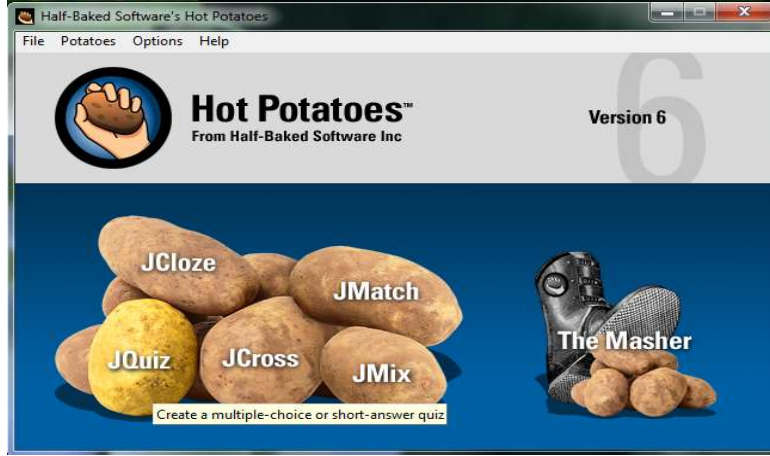 Half-Baked Software's Hot Potatoes
File Potatoes Options Help
Hot Potatoes™
From Half-Baked Software Inc
6
Version 6
JCloze
JMatch
JQuiz
JCross
JMix
The Masher
Create a multiple-choice or short-answer quiz